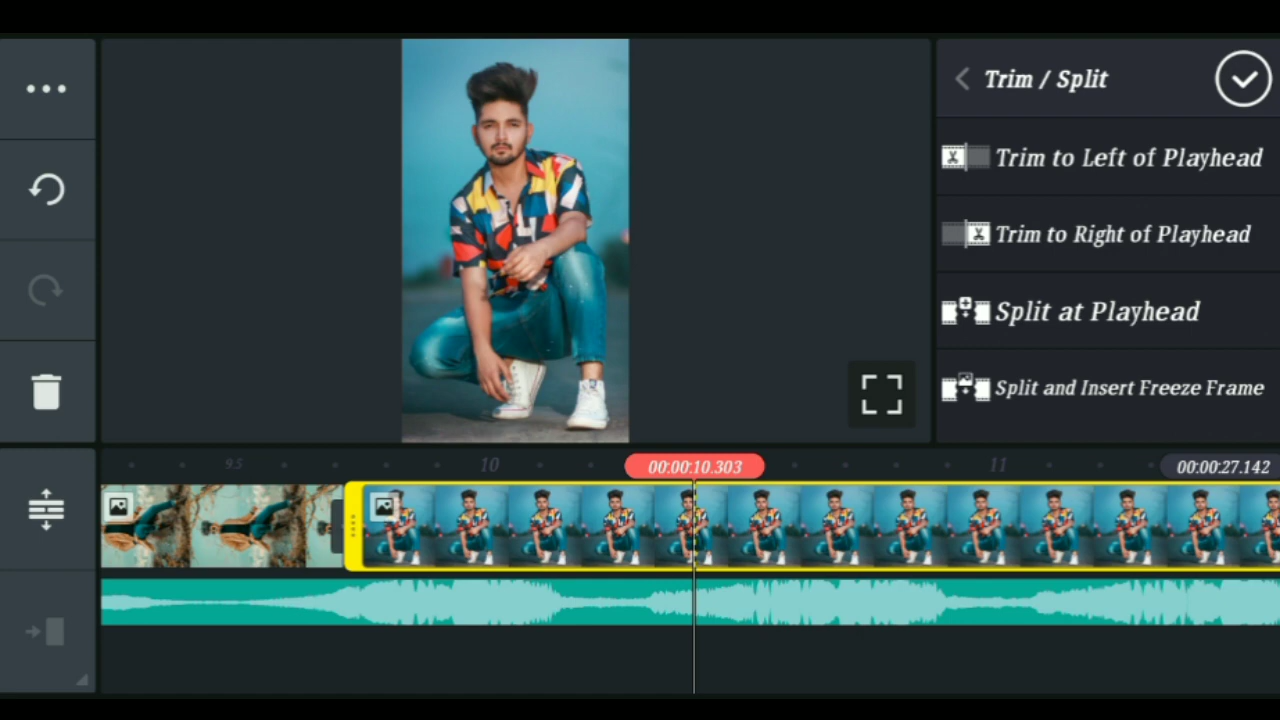 Trim / Split
Trim to Left of Playhead
Trim to Right of Playhead
Split at Playhead
Split and Insert Freeze Frame
9.5
10
00:00:10.303
11
00:00:27.142